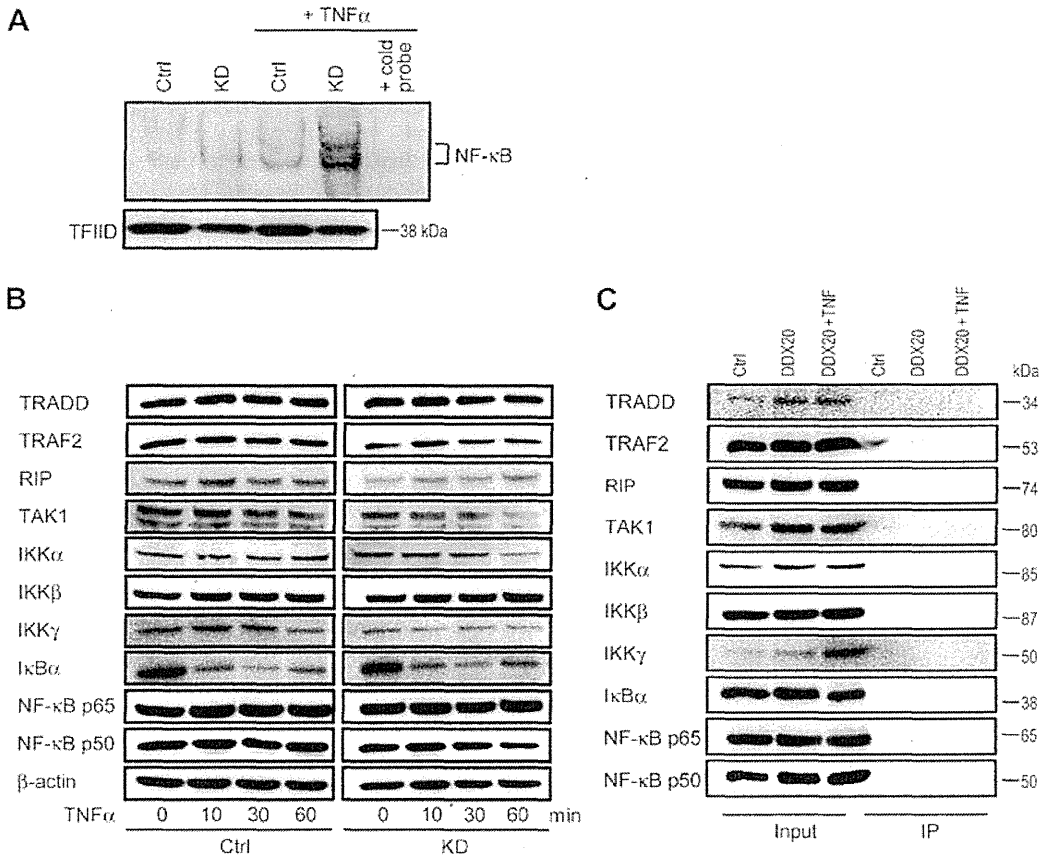 A
+ TNFα
Ctrl
KD
Ctrl
KD
+ cold probe
NF-κB
TFIID
38 kDa
B
TRADD
TRAF2
RIP
TAK1
IKKα
IKKβ
IKKγ
IκBα
NF-κB p65
NF-κB p50
β-actin
TNFα 0 10 30 60 0 10 30 60 min
Ctrl KD
C
Ctrl
DDX20
DDX20+TNF
Ctrl
DDX20
DDX20+TNF
kDa
TRADD 34
TRAF2 53
RIP 74
TAK1 80
IKKα 85
IKKβ 87
IKKγ 50
IκBα 38
NF-κB p65 65
NF-κB p50 50
Input IP